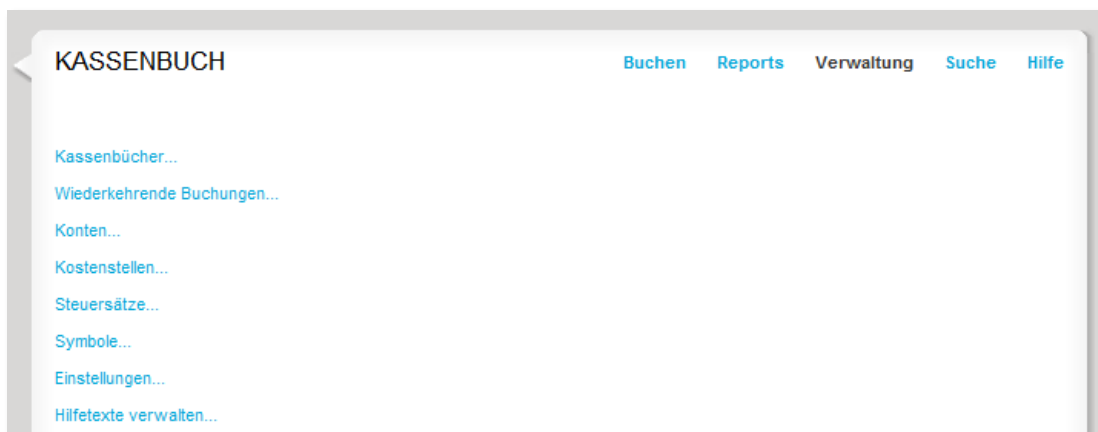 KASSENBUCH Buchen Reports Verwaltung Suche Hilfe
Kassenbücher...
Wiederkehrende Buchungen...
Konten...
Kostenstellen...
Steuersätze...
Symbole...
Einstellungen...
Hilfetexte verwalten...